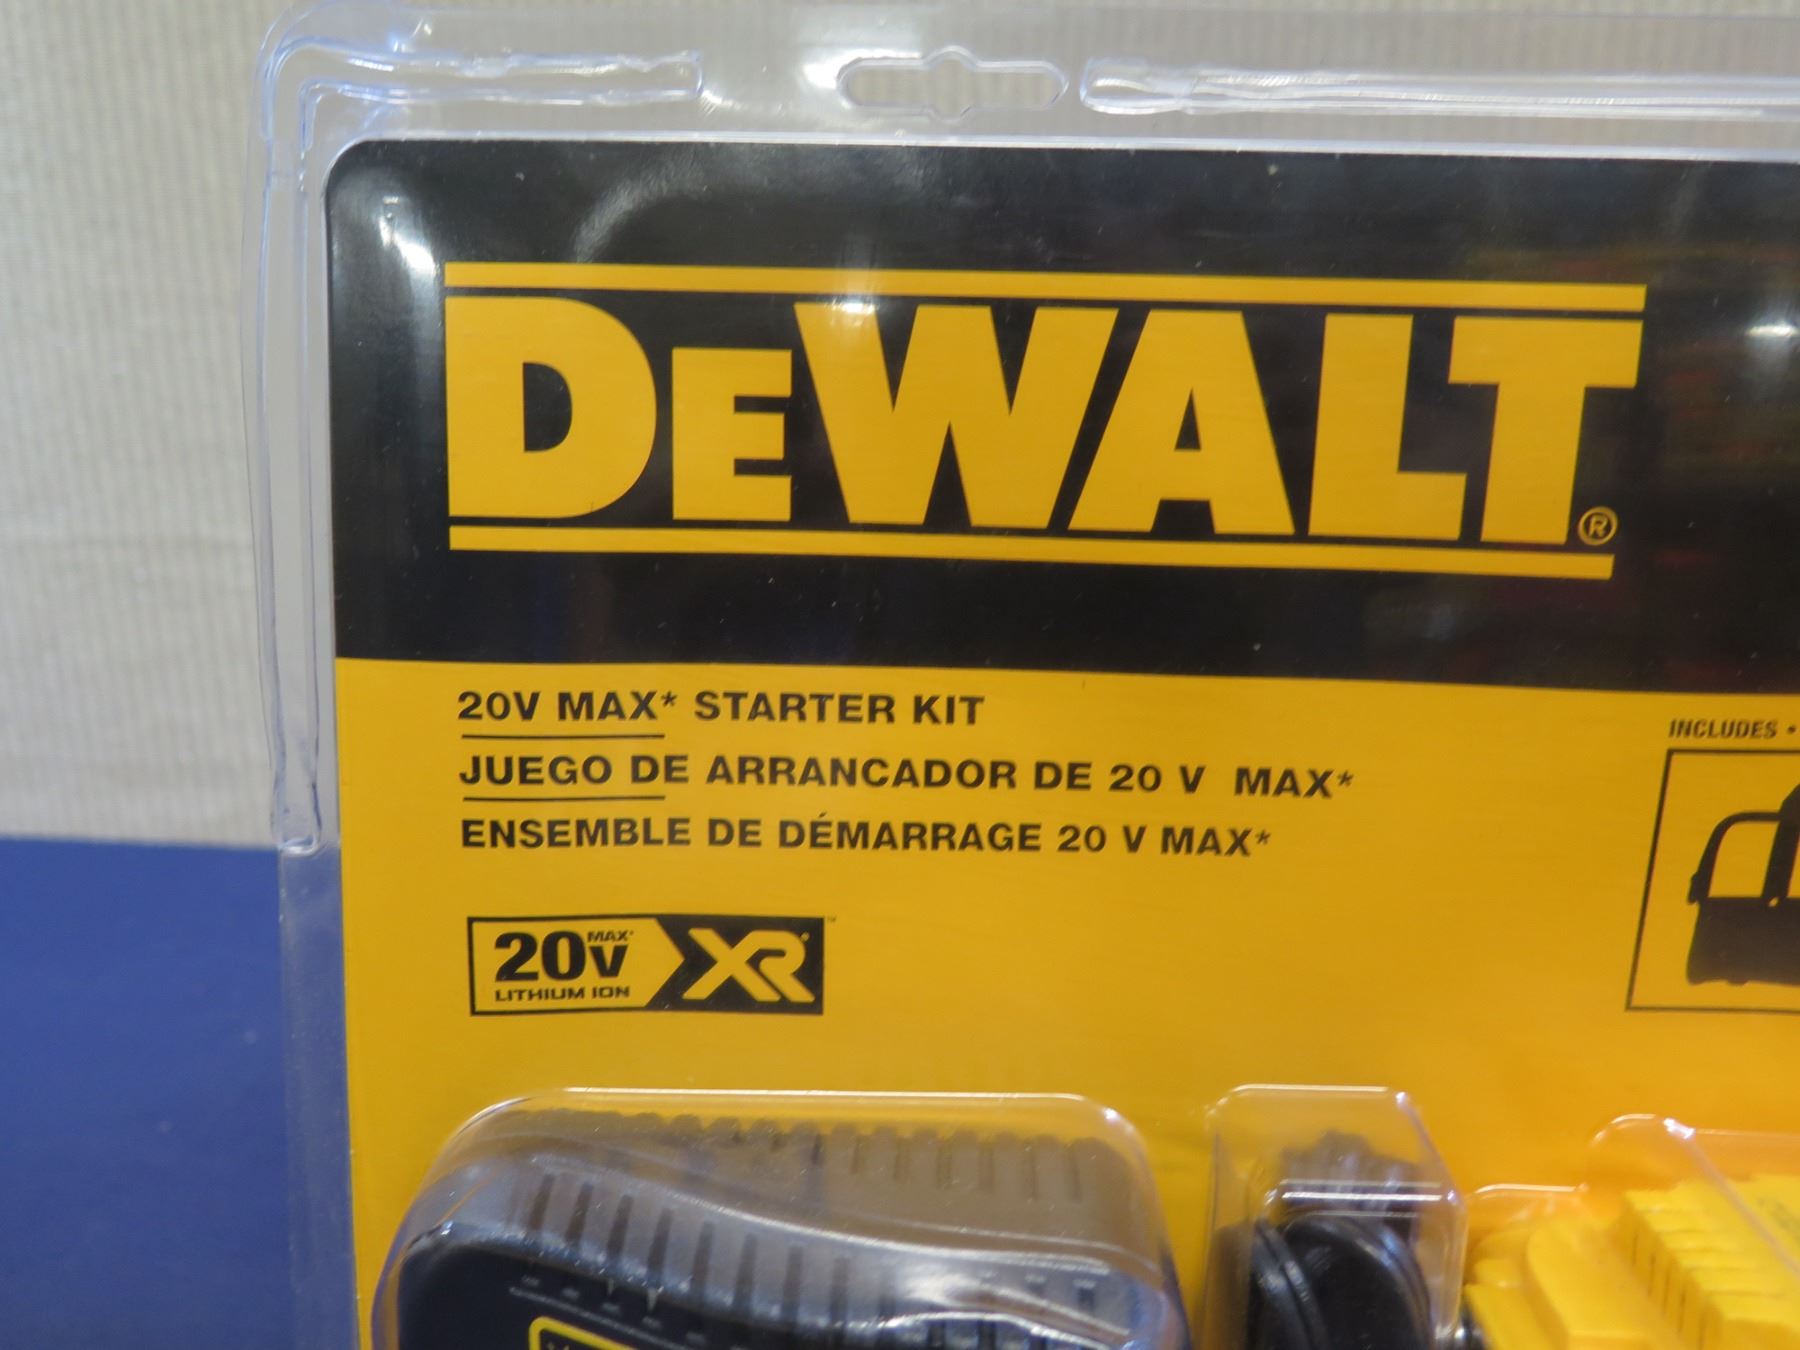 DEWALT®
20V MAX* STARTER KIT
JUEGO DE ARRANCADOR DE 20 V MAX*
ENSEMBLE DE DÉMARRAGE 20 V MAX*
INCLUDES •
20V MAX* XR™
LITHIUM ION